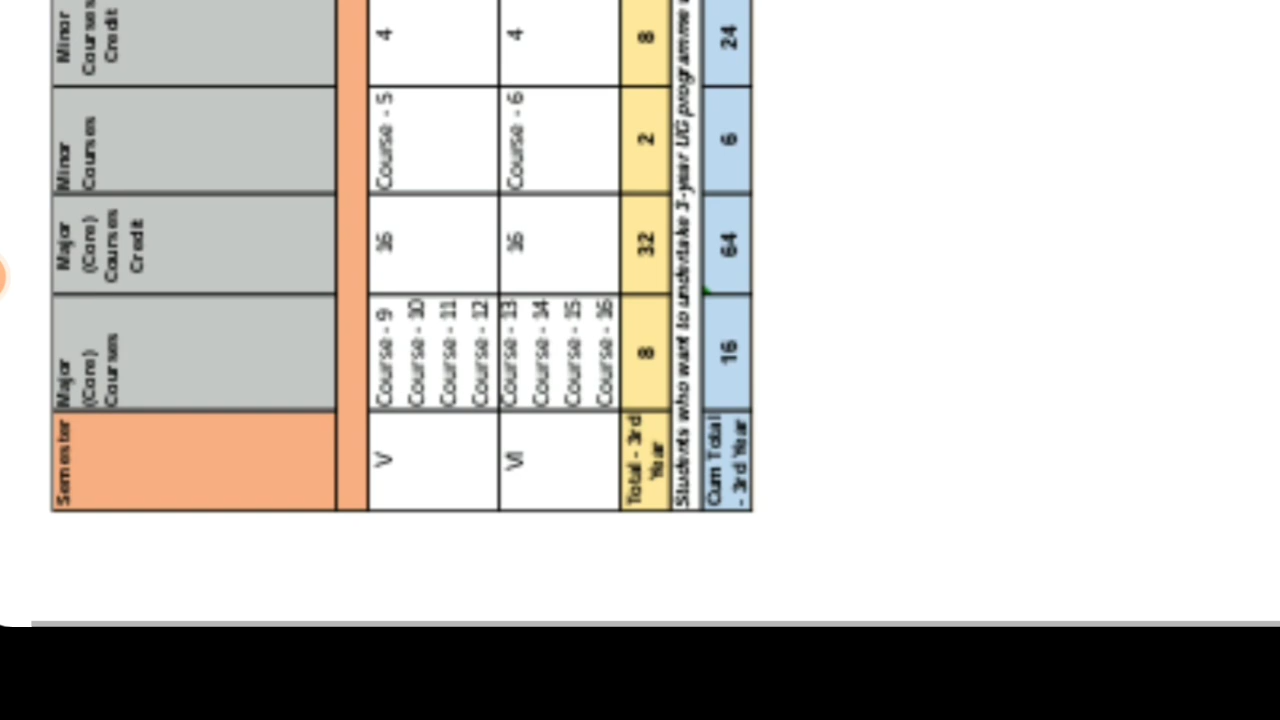 Semester
Major
(Core)
Courses
Major
(Core)
Courses
Credit
Minor
Courses
Minor
Courses
Credit
V
Course - 9
Course - 10
Course - 11
Course - 12
16
Course - 5
4
VI
Course - 13
Course - 14
Course - 15
Course - 16
16
Course - 6
4
Total - 3rd
Year
8
32
2
8
Students who want to undertake 3-year UG programme
Cum Total
- 3rd Year
16
64
6
24